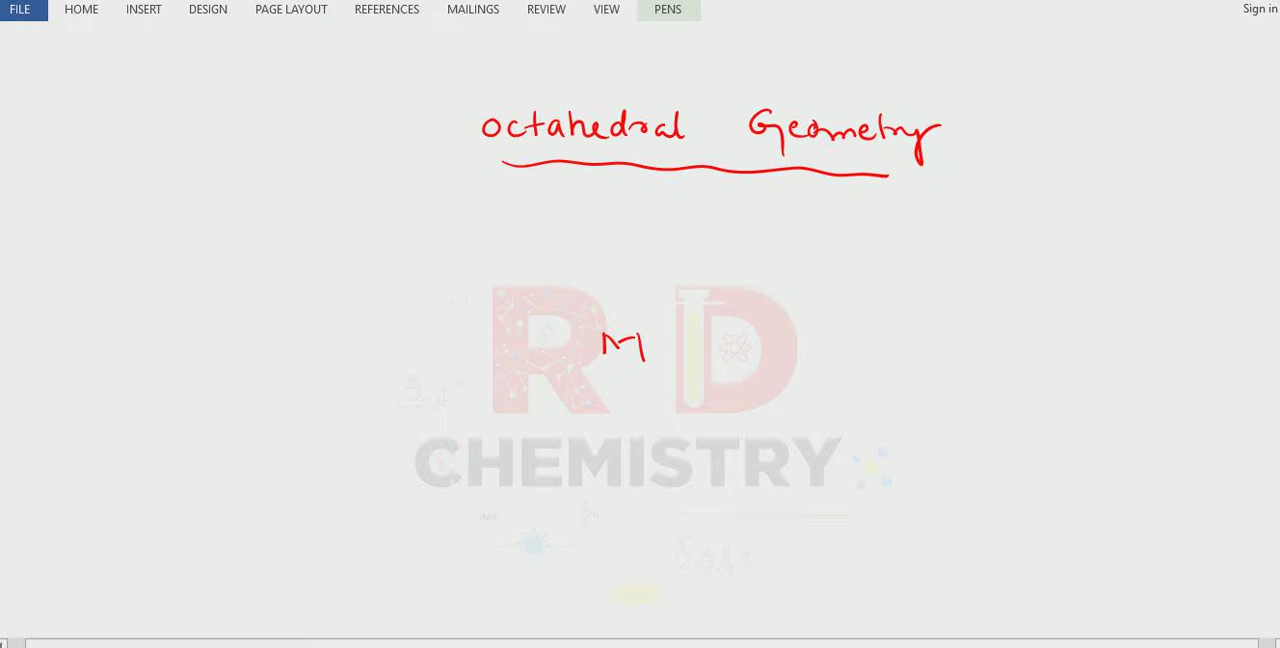 FILE HOME INSERT DESIGN PAGE LAYOUT REFERENCES MAILINGS REVIEW VIEW PENS Sign in
octahedral Geometry
M
RD
CHEMISTRY